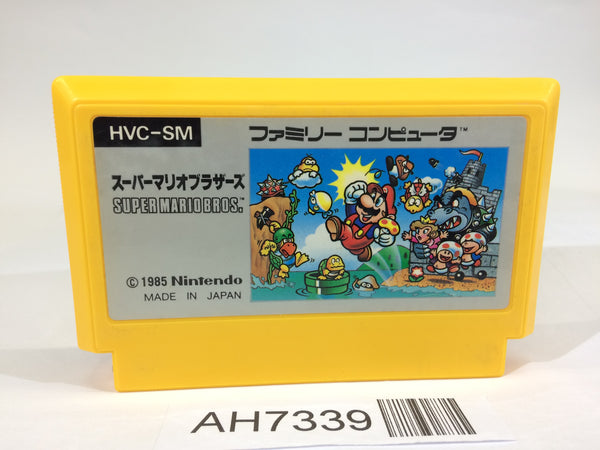 HVC-SM
ファミリー コンピュータ™
スーパーマリオブラザーズ
SUPER MARIO BROS.™
© 1985 Nintendo
MADE IN JAPAN
AH7339